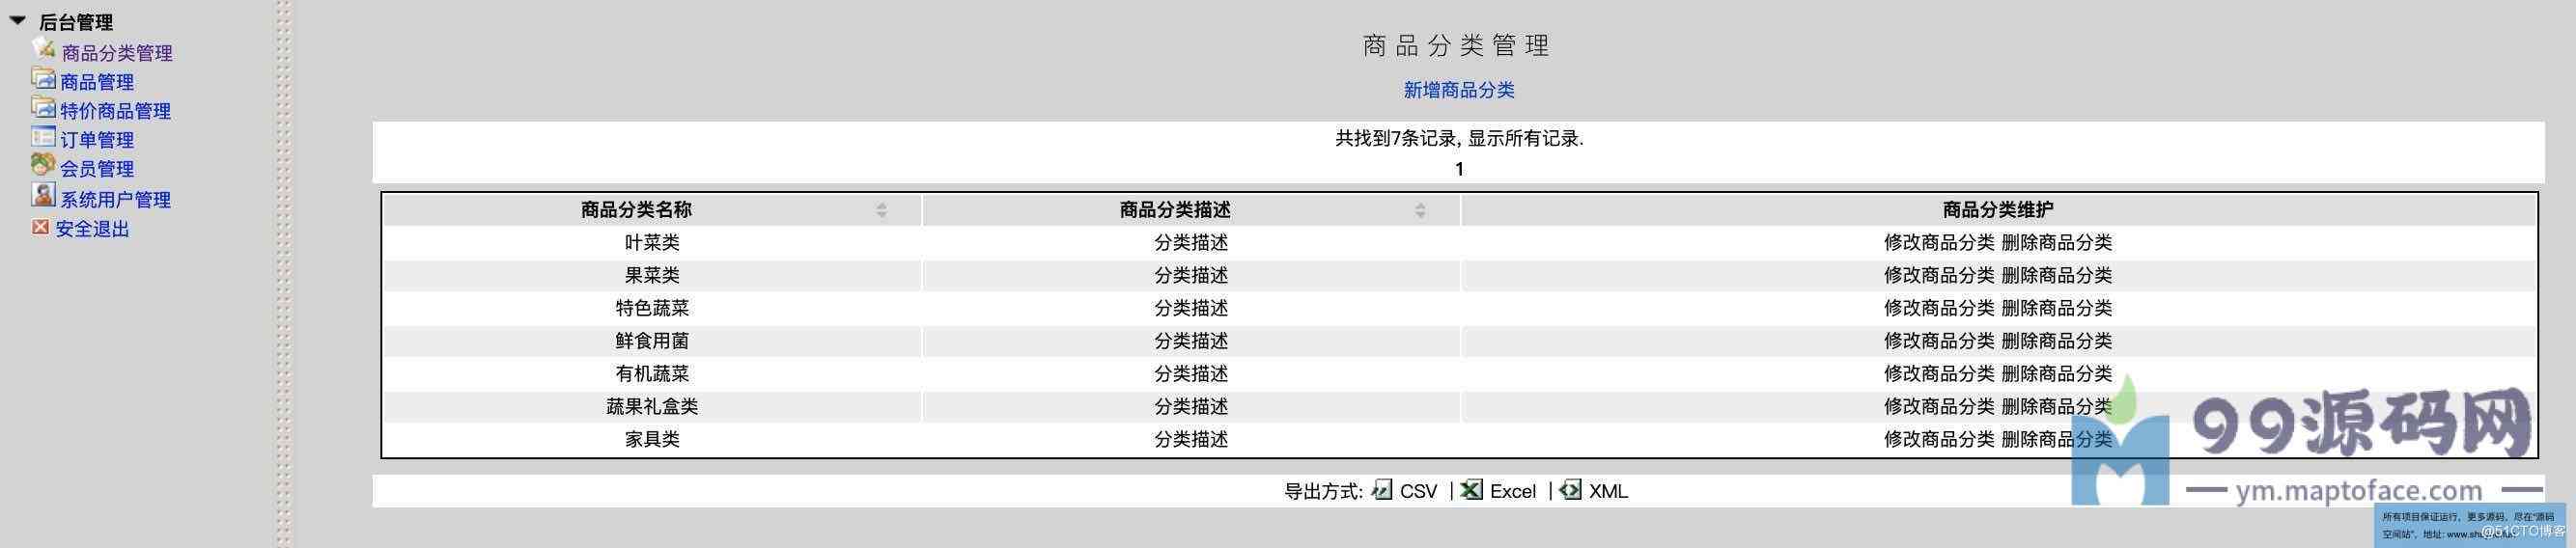 后台管理
商品分类管理
商品管理
特价商品管理
订单管理
会员管理
系统用户管理
安全退出
商品分类管理
新增商品分类
共找到7条记录, 显示所有记录.
1
商品分类名称 商品分类描述 商品分类维护
叶菜类 分类描述 修改商品分类 删除商品分类
果菜类 分类描述 修改商品分类 删除商品分类
特色蔬菜 分类描述 修改商品分类 删除商品分类
鲜食用菌 分类描述 修改商品分类 删除商品分类
有机蔬菜 分类描述 修改商品分类 删除商品分类
蔬果礼盒类 分类描述 修改商品分类 删除商品分类
家具类 分类描述 修改商品分类 删除商品分类
导出方式: CSV | Excel | XML
99源码网
ym.maptoface.com
所有项目保证运行，更多源码，尽在"源码
空间站"，地址:
@51CTO博客